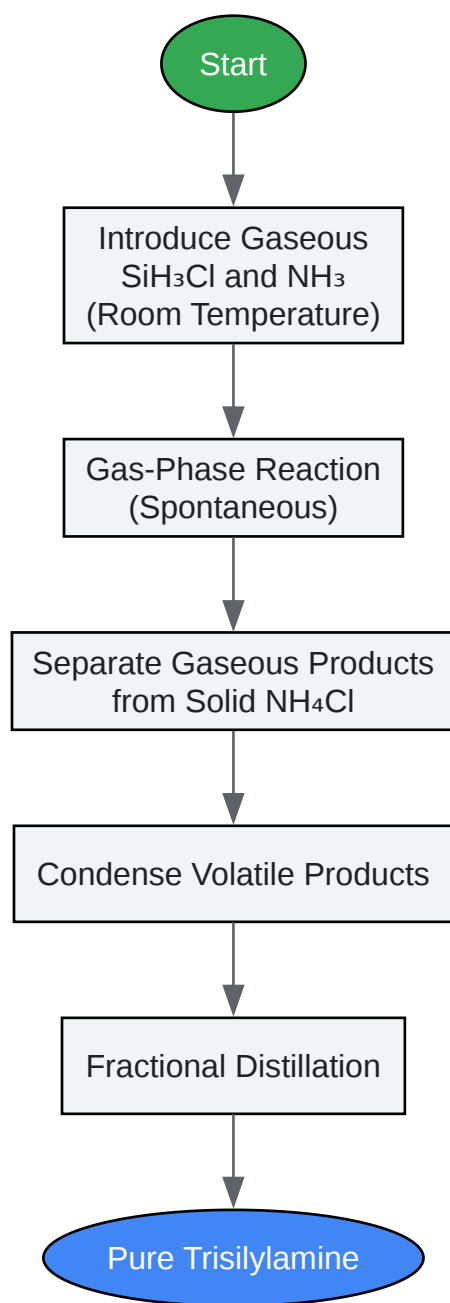 Start
Introduce Gaseous
SiH₃Cl and NH₃
(Room Temperature)
Gas-Phase Reaction
(Spontaneous)
Separate Gaseous Products
from Solid NH₄Cl
Condense Volatile Products
Fractional Distillation
Pure Trisilylamine